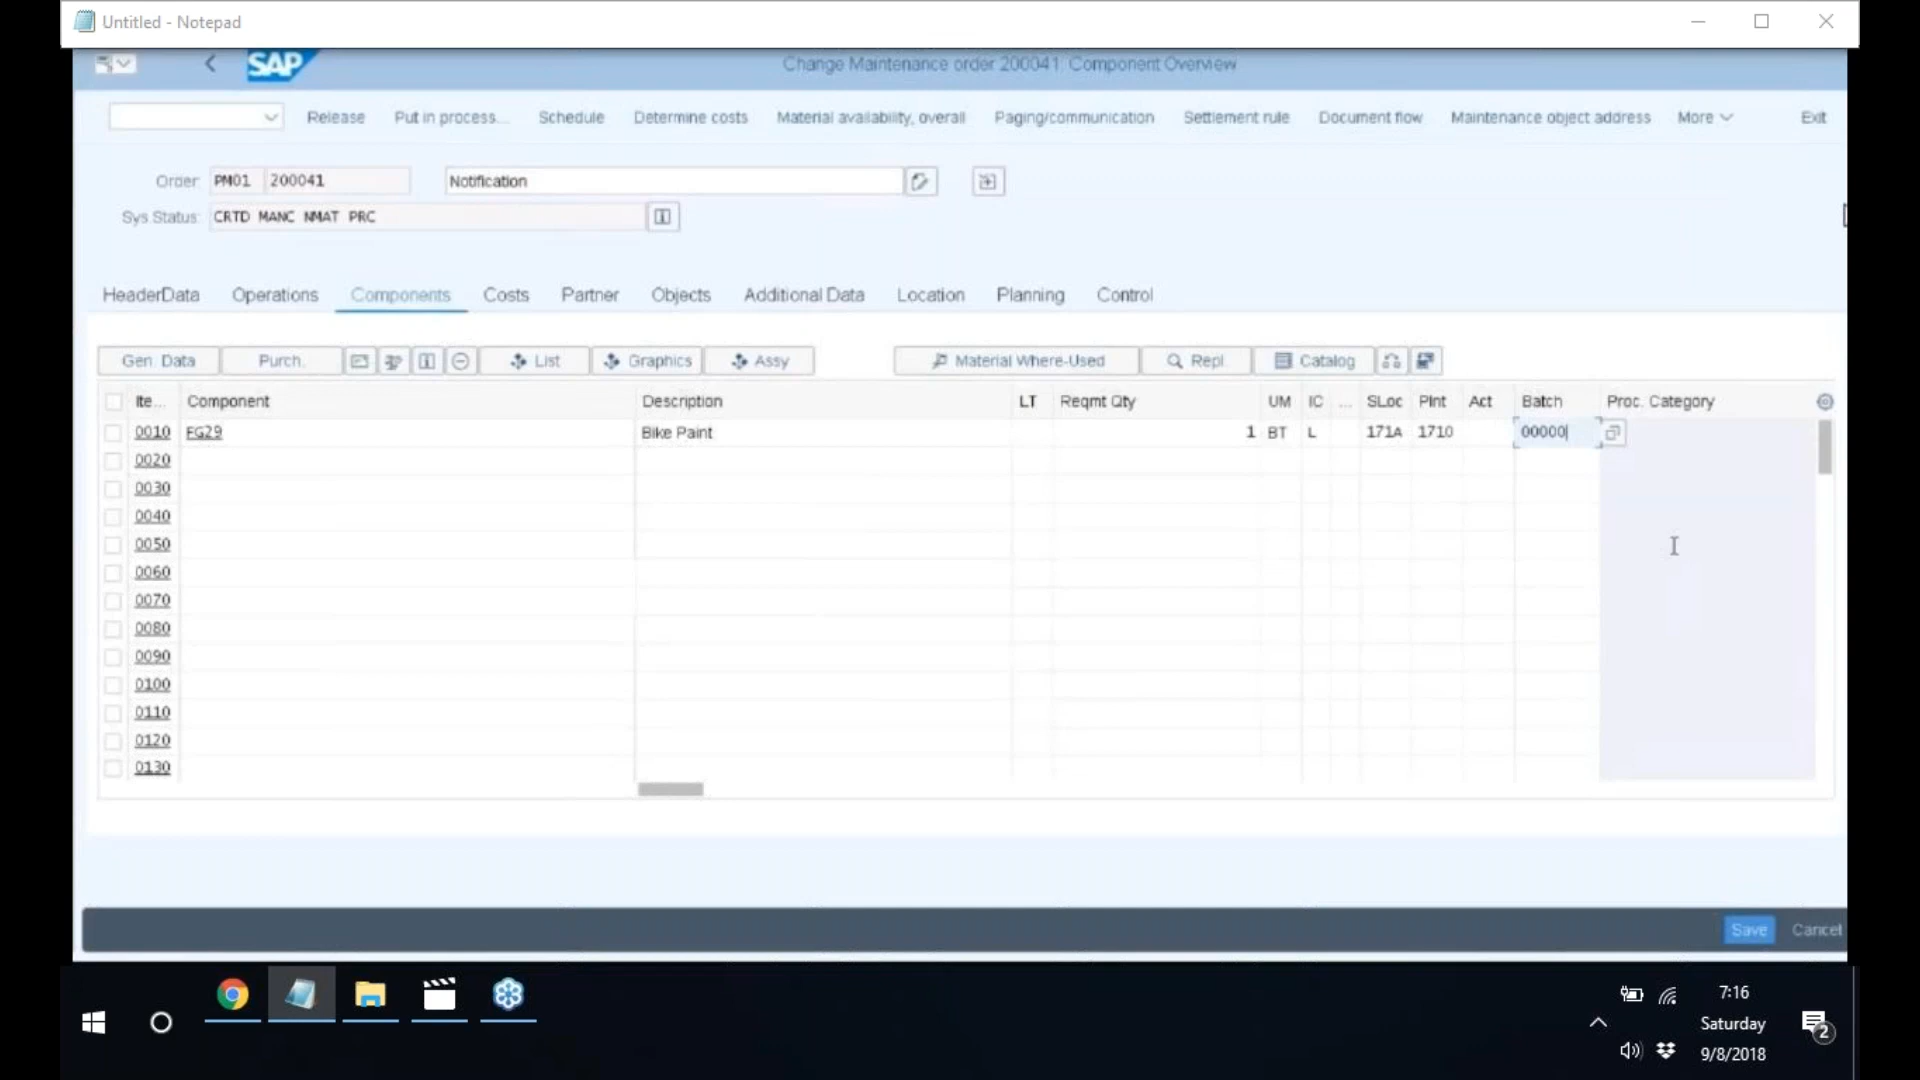 Untitled - Notepad
SAP
Change Maintenance order 200041: Component Overview
Release Put in process... Schedule Determine costs Material availability, overall Paging/communication Settlement rule Document flow Maintenance object address More Exit
Order: PM01 200041 Notification
Sys Status: CRTD MANC NMAT PRC
HeaderData Operations Components Costs Partner Objects Additional Data Location Planning Control
Gen. Data Purch. List Graphics Assy Material Where-Used Repl. Catalog
Ite... Component Description LT Reqmt Qty UM IC ... SLoc Plnt Act Batch Proc. Category
0010 EG29 Bike Paint 1 BT L 171A 1710 00000
0020
0030
0040
0050
0060
0070
0080
0090
0100
0110
0120
0130
Save Cancel
7:16
Saturday
2
9/8/2018